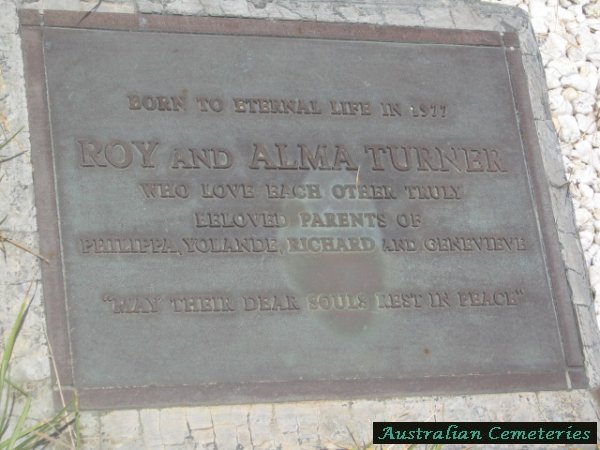 BORN TO ETERNAL LIFE IN 1977
ROY AND ALMA TURNER
WHO LOVE EACH OTHER TRULY
BELOVED PARENTS OF
PHILIPPA, YOLANDE, RICHARD AND GENEVIEVE
"MAY THEIR DEAR SOULS REST IN PEACE"
Australian Cemeteries